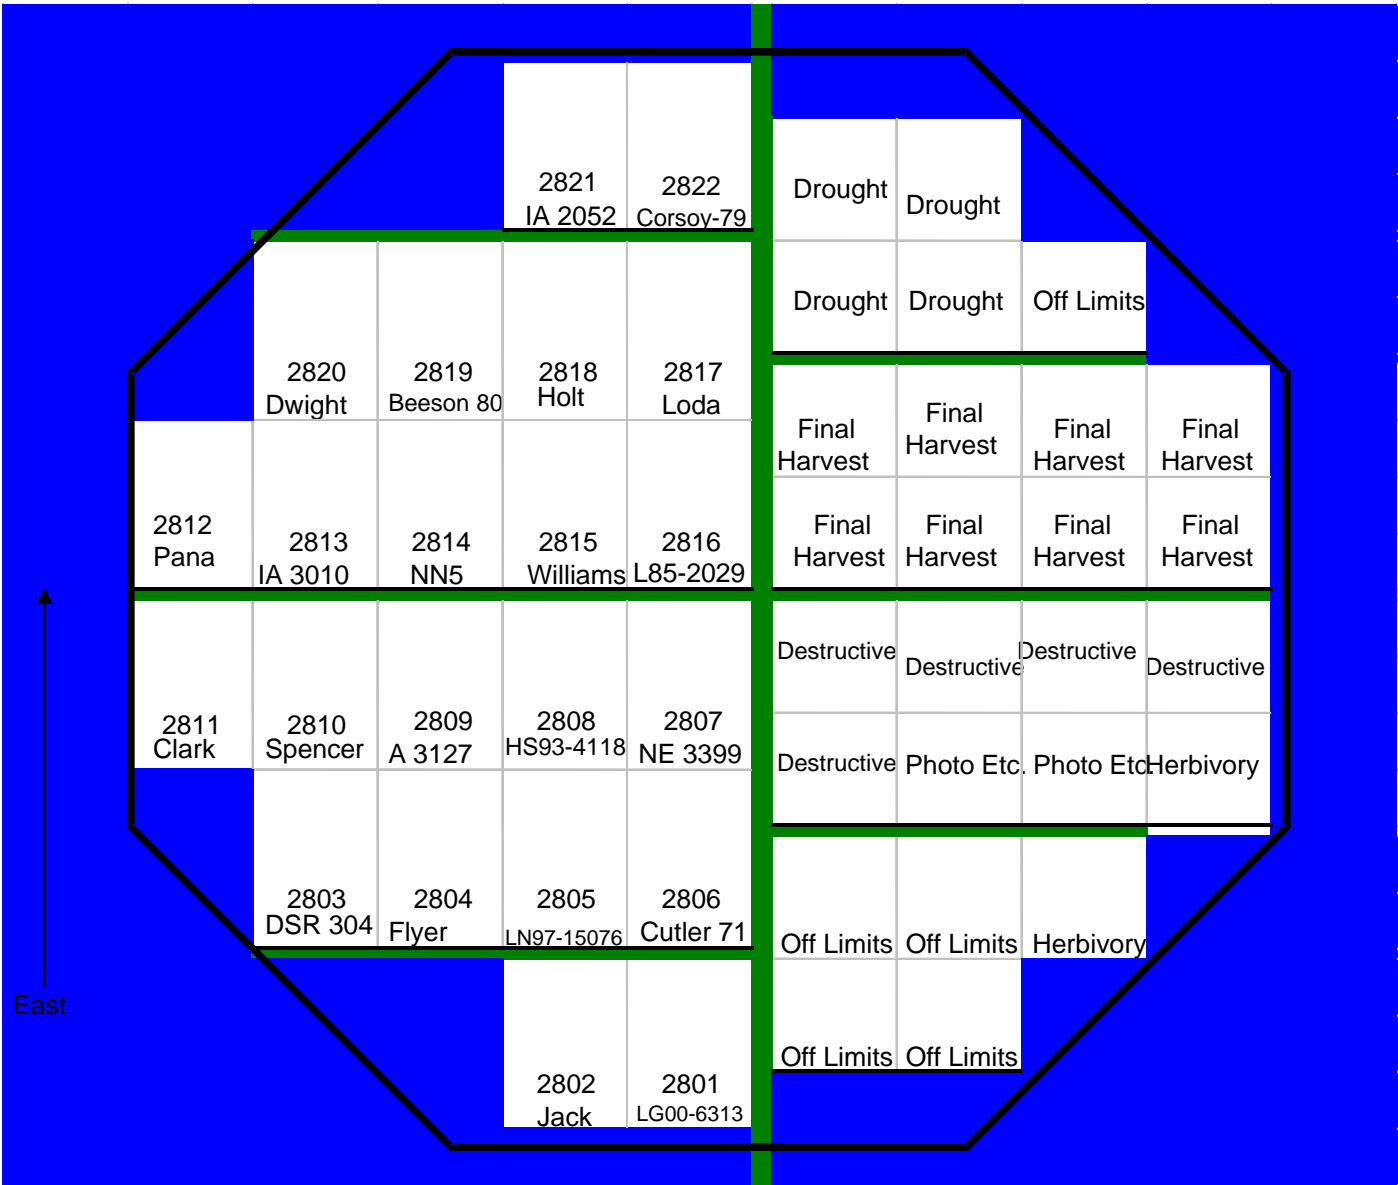 2821
IA 2052
2822
Corsoy-79
Drought
Drought
Drought
Drought
Off Limits
2820
Dwight
2819
Beeson 80
2818
Holt
2817
Loda
Final
Harvest
Final
Harvest
Final
Harvest
Final
Harvest
2812
Pana
2813
IA 3010
2814
NN5
2815
Williams
2816
L85-2029
Final
Harvest
Final
Harvest
Final
Harvest
Final
Harvest
2811
Clark
2810
Spencer
2809
A 3127
2808
HS93-4118
2807
NE 3399
Destructive
Destructive
Destructive
Destructive
Destructive
Photo Etc.
Photo Etc.
Herbivory
2803
DSR 304
2804
Flyer
2805
LN97-15076
2806
Cutler 71
Off Limits
Off Limits
Herbivory
East
2802
Jack
2801
LG00-6313
Off Limits
Off Limits